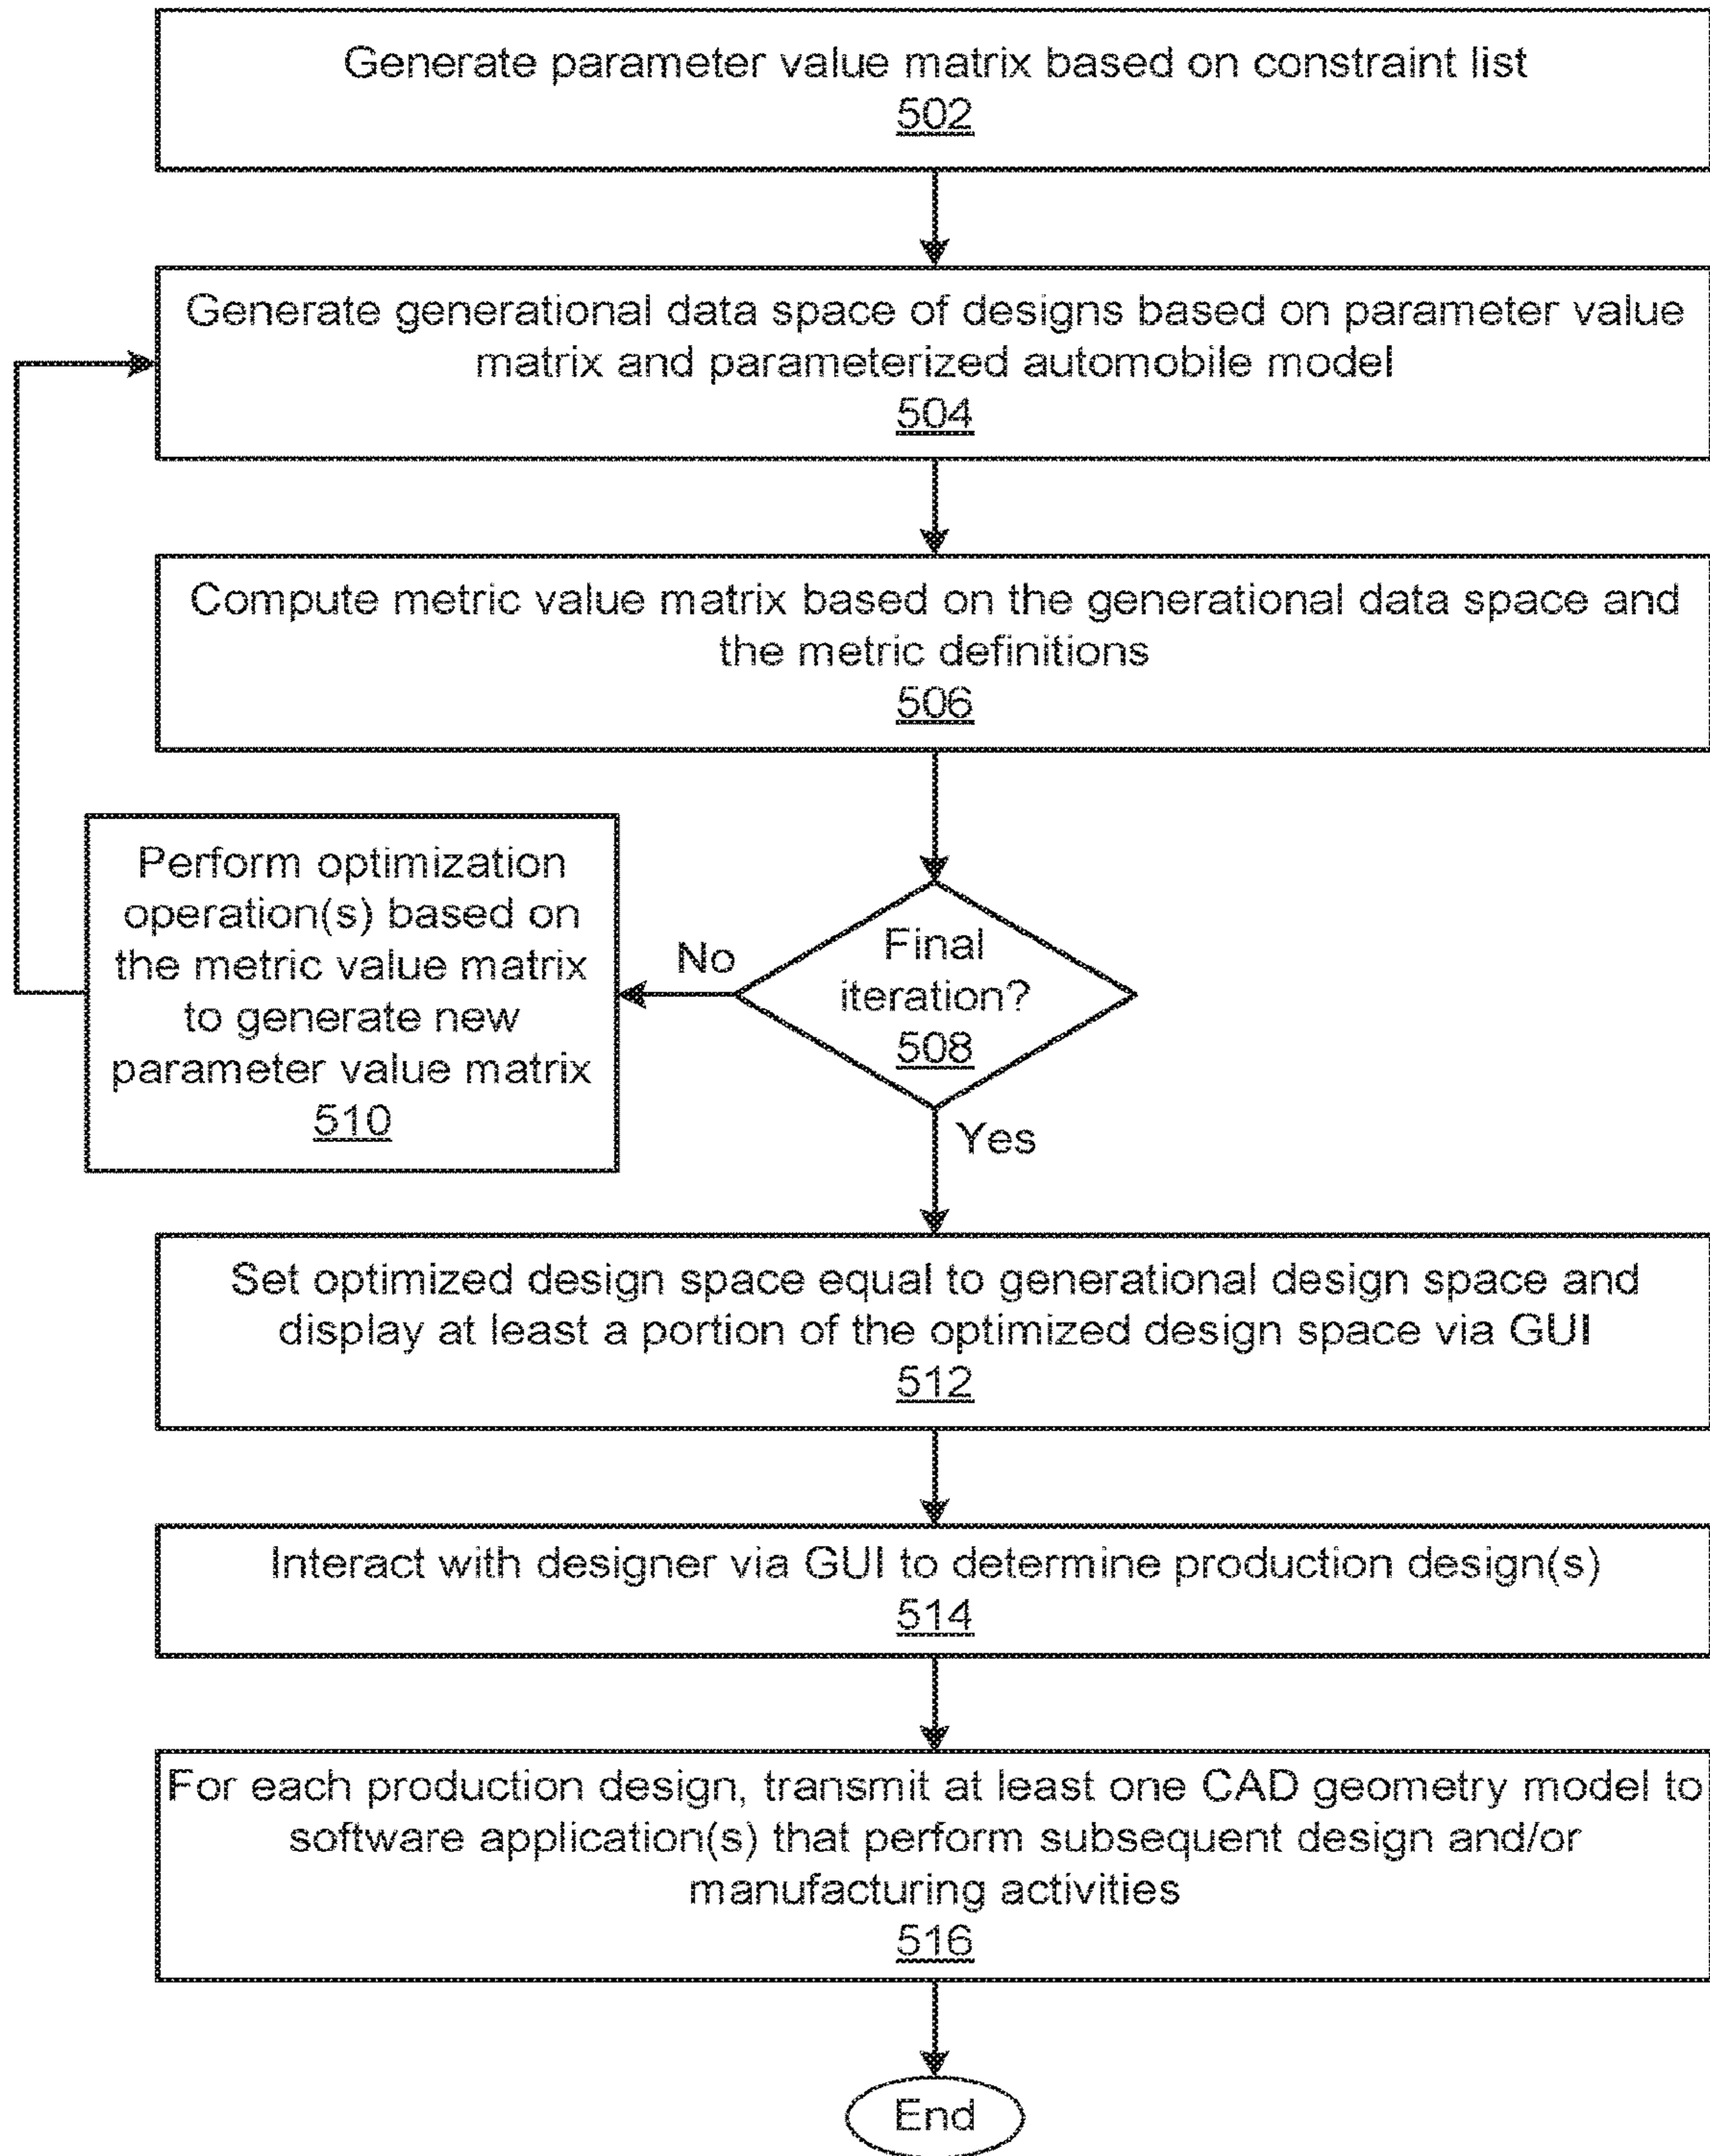 Generate parameter value matrix based on constraint list
502
Generate generational data space of designs based on parameter value
matrix and parameterized automobile model
504
Compute metric value matrix based on the generational data space and
the metric definitions
506
Final
iteration?
508
No
Perform optimization
operation(s) based on
the metric value matrix
to generate new
parameter value matrix
510
Yes
Set optimized design space equal to generational design space and
display at least a portion of the optimized design space via GUI
512
Interact with designer via GUI to determine production design(s)
514
For each production design, transmit at least one CAD geometry model to
software application(s) that perform subsequent design and/or
manufacturing activities
516
End